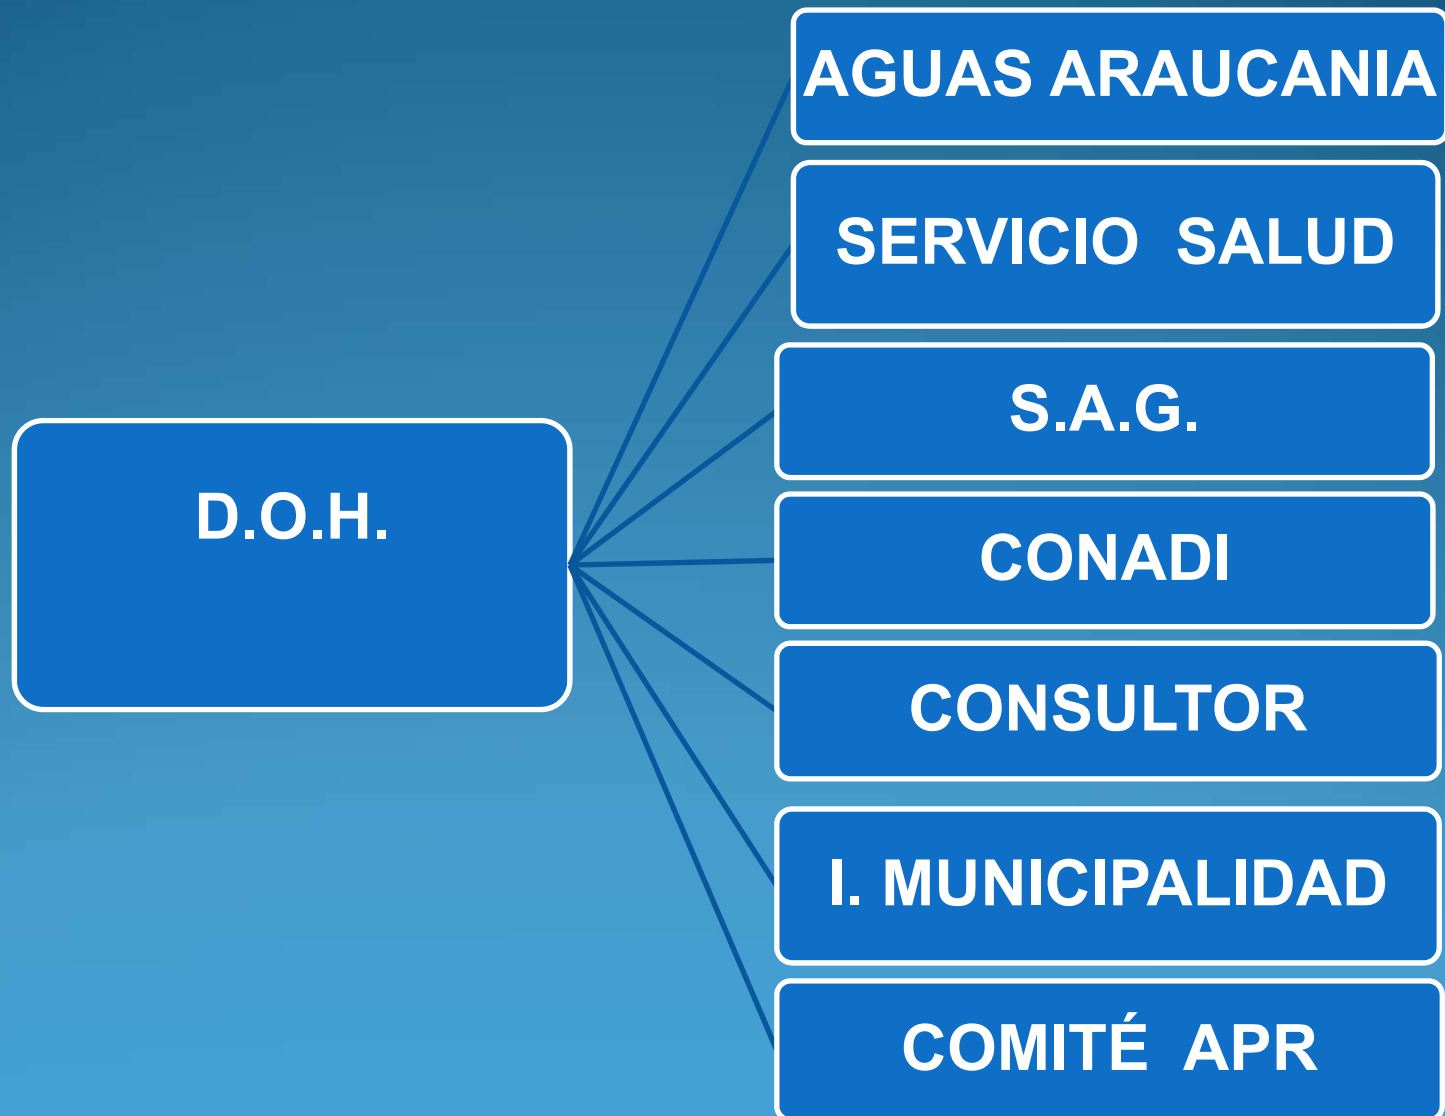 D.O.H.
AGUAS ARAUCANIA
SERVICIO SALUD
S.A.G.
CONADI
CONSULTOR
I. MUNICIPALIDAD
COMITÉ APR